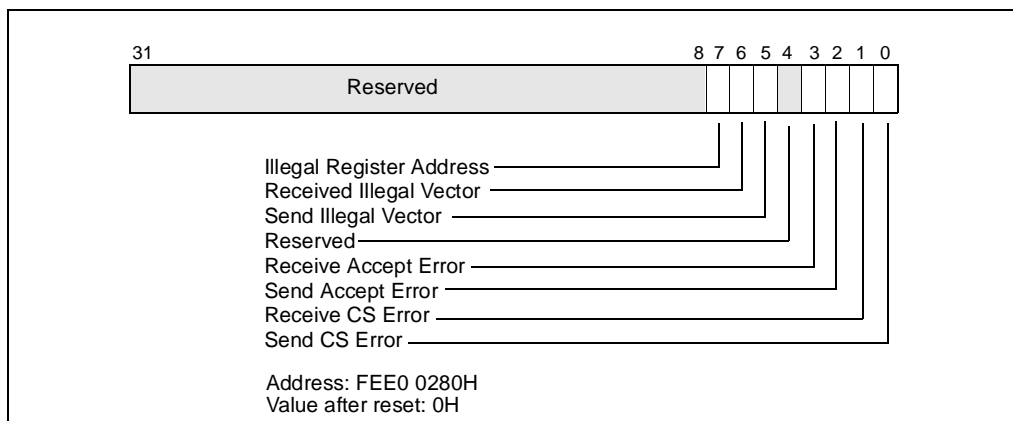 31 8 7 6 5 4 3 2 1 0
Reserved
Illegal Register Address
Received Illegal Vector
Send Illegal Vector
Reserved
Receive Accept Error
Send Accept Error
Receive CS Error
Send CS Error
Address: FEE0 0280H
Value after reset: 0H